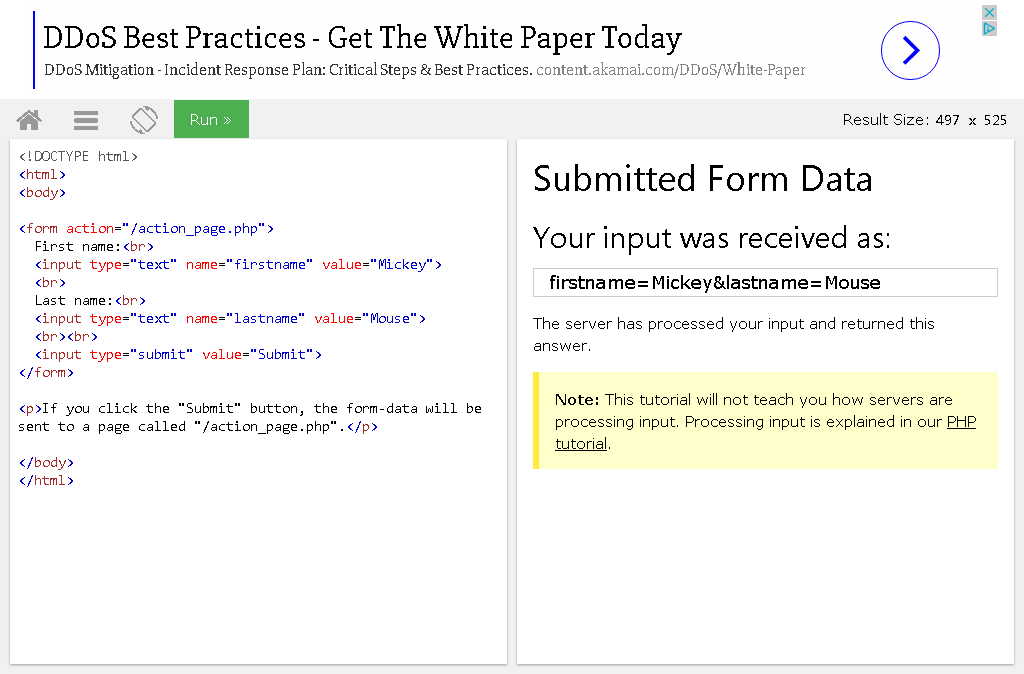 DDoS Best Practices - Get The White Paper Today
DDoS Mitigation - Incident Response Plan: Critical Steps & Best Practices. content.akamai.com/DDoS/White-Paper
Run »
Result Size: 497 x 525
<!DOCTYPE html>
<html>
<body>
<form action="/action_page.php">
First name:<br>
<input type="text" name="firstname" value="Mickey">
<br>
Last name:<br>
<input type="text" name="lastname" value="Mouse">
<br><br>
<input type="submit" value="Submit">
</form>
<p>If you click the "Submit" button, the form-data will be
sent to a page called "/action_page.php".</p>
</body>
</html>
Submitted Form Data
Your input was received as:
firstname=Mickey&lastname=Mouse
The server has processed your input and returned this
answer.
Note: This tutorial will not teach you how servers are
processing input. Processing input is explained in our PHP
tutorial.